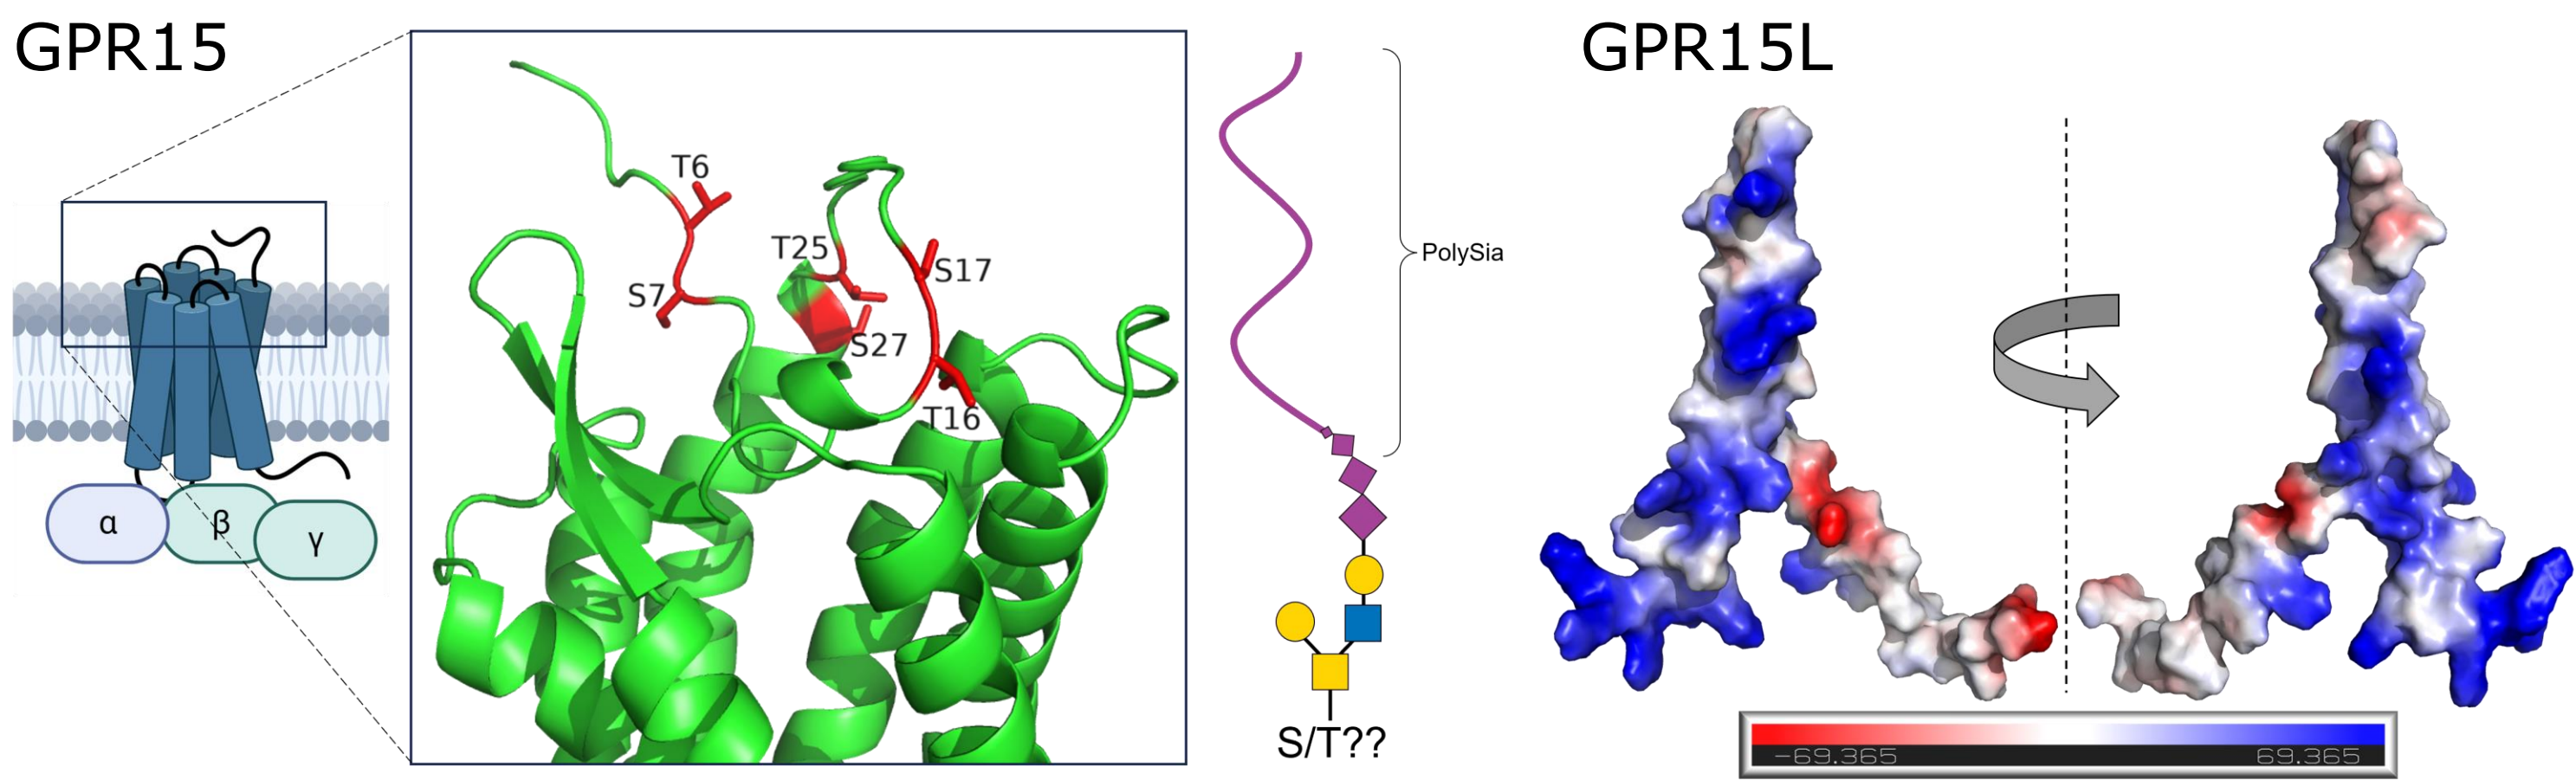 GPR15
GPR15L
T6
T25
S17
S7
S27
T16
PolySia
α
β
γ
S/T??
-69.365
69.365